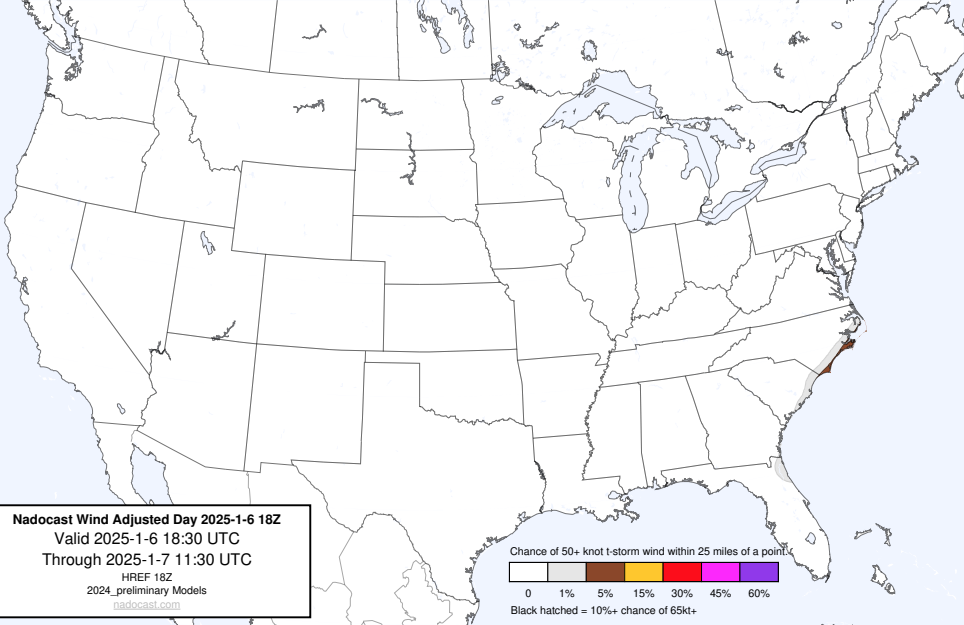 Nadocast Wind Adjusted Day 2025-1-6 18Z
Valid 2025-1-6 18:30 UTC
Through 2025-1-7 11:30 UTC
HREF 18Z
2024_preliminary Models
nadocast.com
Chance of 50+ knot t-storm wind within 25 miles of a point.
0 1% 5% 15% 30% 45% 60%
Black hatched = 10%+ chance of 65kt+